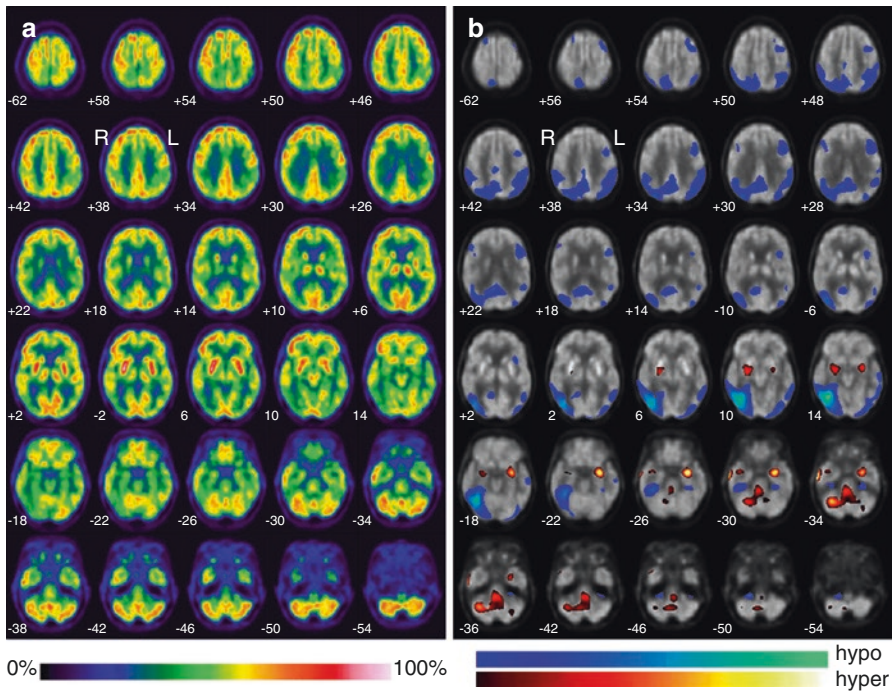 a
-62 +58 +54 +50 +46
R L
+42 +38 +34 +30 +26
+22 +18 +14 +10 +6
+2 -2 6 10 14
-18 -22 -26 -30 -34
-38 -42 -46 -50 -54
0% 100%
b
-62 +56 +54 +50 +48
R L
+42 +38 +34 +30 +28
+22 +18 +14 -10 -6
+2 2 6 10 14
-18 -22 -26 -30 -34
-36 -42 -46 -50 -54
hypo
hyper